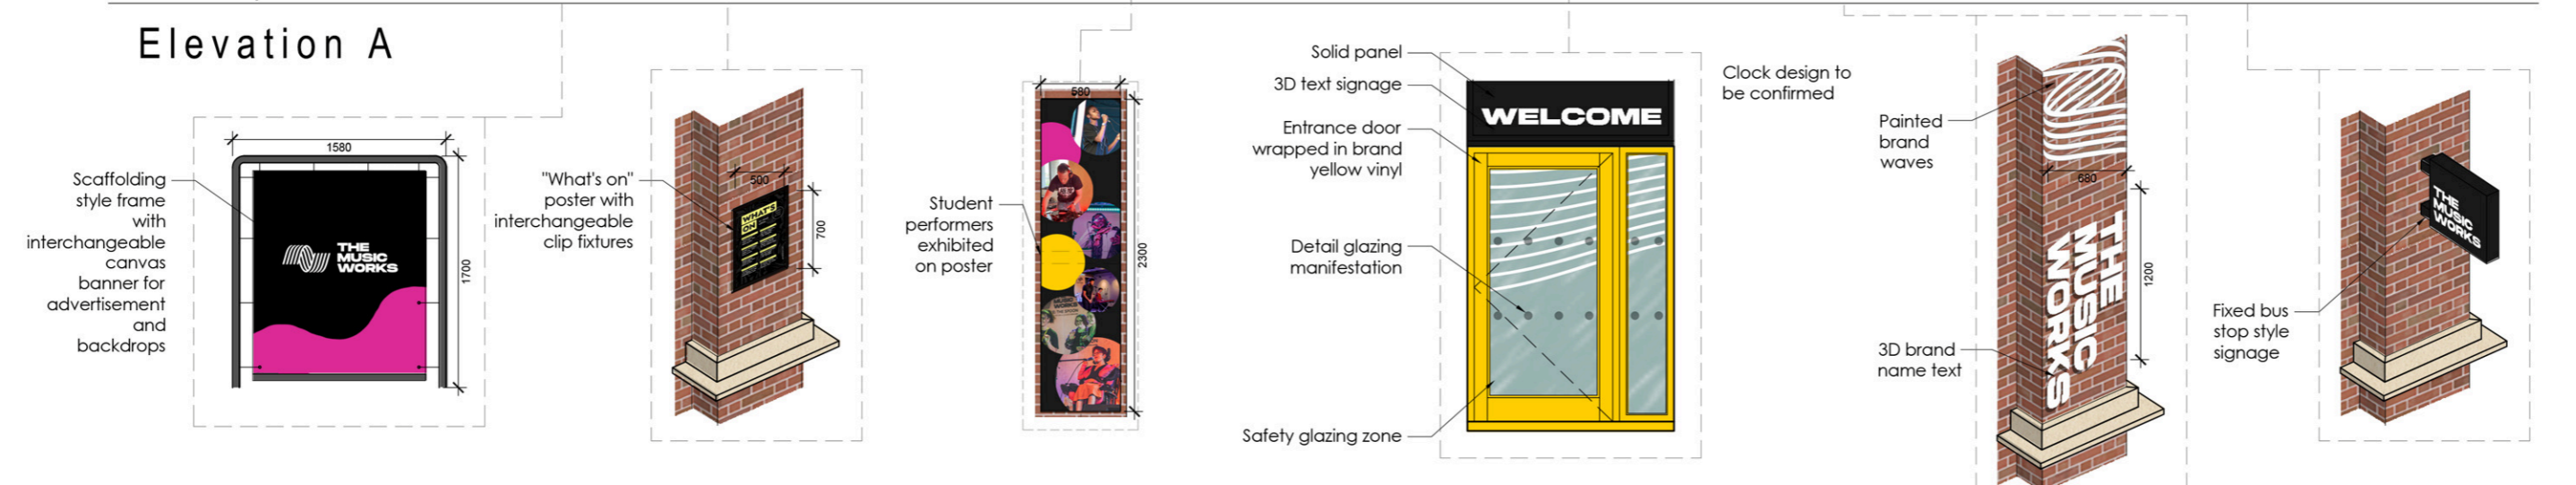 Elevation A
1580
Scaffolding
style frame
with
interchangeable
canvas
banner for
advertisement
and
backdrops
THE
MUSIC
WORKS
1700
"What's on"
poster with
interchangeable
clip fixtures
500
WHAT'S
ON
700
Student
performers
exhibited
on poster
580
2300
Solid panel
3D text signage
Entrance door
wrapped in brand
yellow vinyl
Detail glazing
manifestation
Safety glazing zone
WELCOME
Clock design to
be confirmed
Painted
brand
waves
680
THE
MUSIC
WORKS
1200
3D brand
name text
THE
MUSIC
WORKS
Fixed bus
stop style
signage